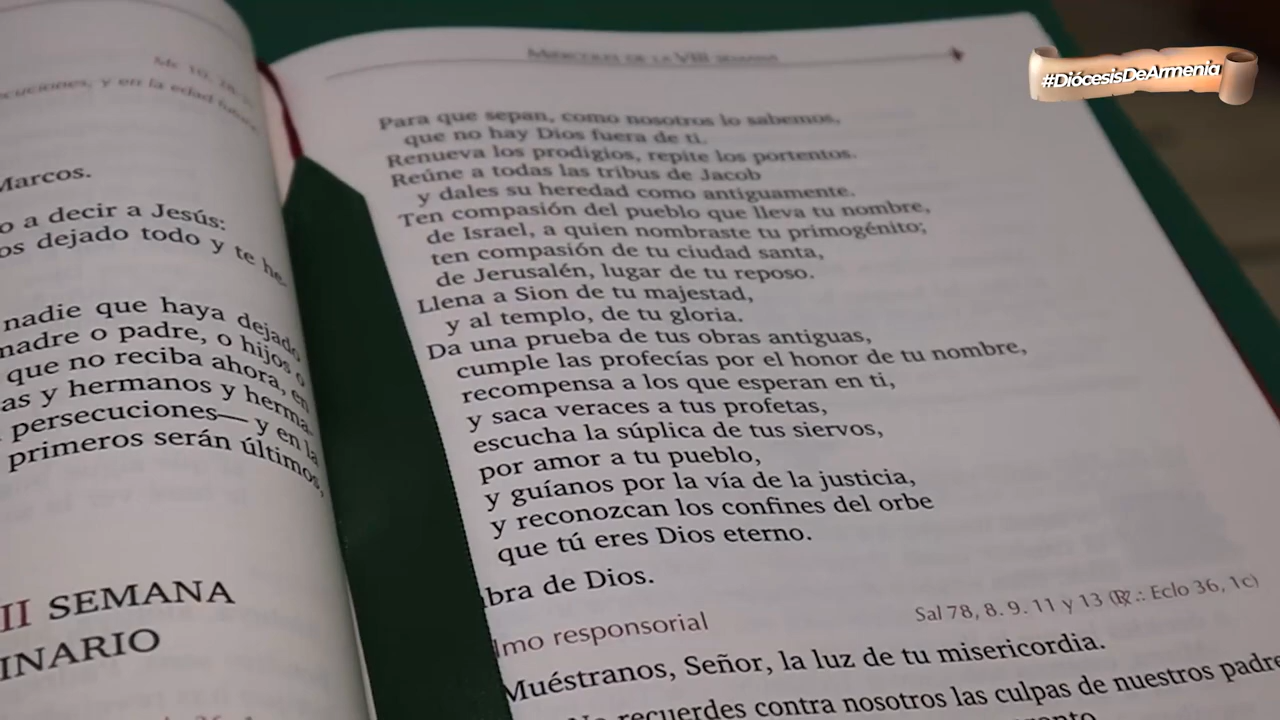 Mc 10, 28-31
cuciones, y en la edad futura
Marcos.
o a decir a Jesús:
os dejado todo y te he-
nadie que haya dejado
madre o padre, o hijos o
que no reciba ahora, en
as y hermanos y herma-
persecuciones— y en la
primeros serán últimos,
II SEMANA
INARIO
MIÉRCOLES DE LA VIII SEMANA
Para que sepan, como nosotros lo sabemos,
que no hay Dios fuera de ti.
Renueva los prodigios, repite los portentos.
Reúne a todas las tribus de Jacob
y dales su heredad como antiguamente.
Ten compasión del pueblo que lleva tu nombre,
de Israel, a quien nombraste tu primogénito;
ten compasión de tu ciudad santa,
de Jerusalén, lugar de tu reposo.
Llena a Sion de tu majestad,
y al templo, de tu gloria.
Da una prueba de tus obras antiguas,
cumple las profecías por el honor de tu nombre,
recompensa a los que esperan en ti,
y saca veraces a tus profetas,
escucha la súplica de tus siervos,
por amor a tu pueblo,
y guíanos por la vía de la justicia,
y reconozcan los confines del orbe
que tú eres Dios eterno.
bra de Dios.
lmo responsorial
Sal 78, 8. 9. 11 y 13 (℟.: Eclo 36, 1c)
Muéstranos, Señor, la luz de tu misericordia.
recuerdes contra nosotros las culpas de nuestros padre
#DiócesisDeArmenia